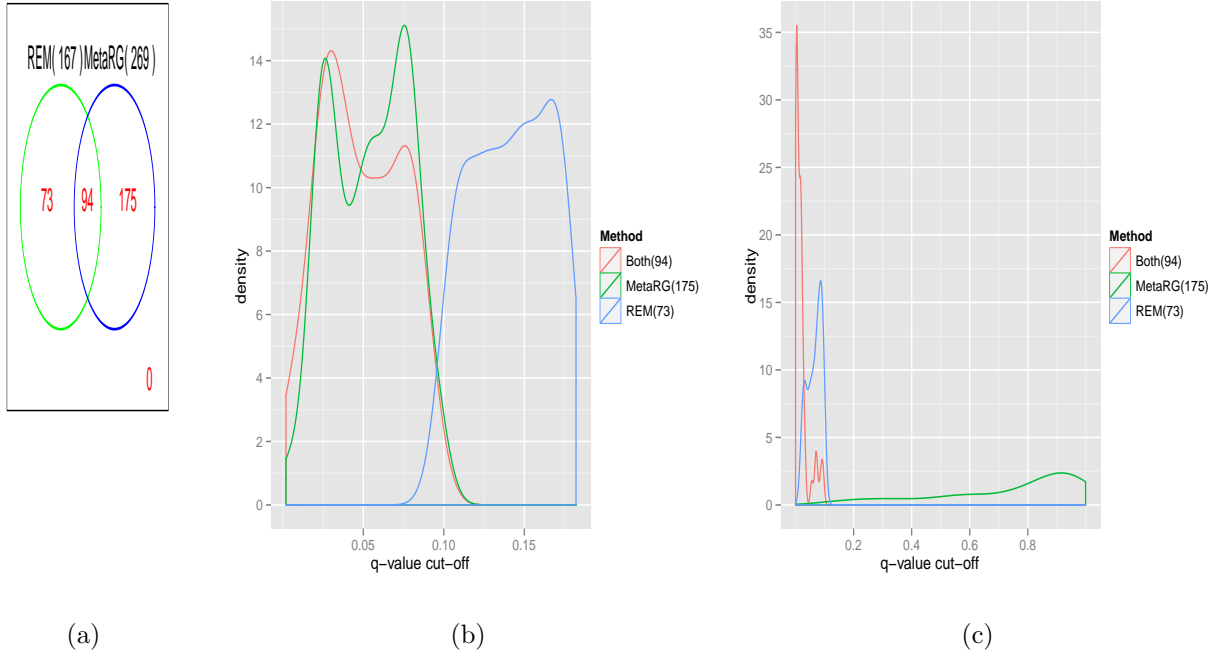 REM( 167 )MetaRG( 269 )
73 94 175
0
14
12
10
8
6
4
2
0
density
0.05 0.10 0.15
q−value cut−off
Method
Both(94)
MetaRG(175)
REM(73)
35
30
25
20
15
10
5
0
density
0.2 0.4 0.6 0.8
q−value cut−off
Method
Both(94)
MetaRG(175)
REM(73)
(a) (b) (c)